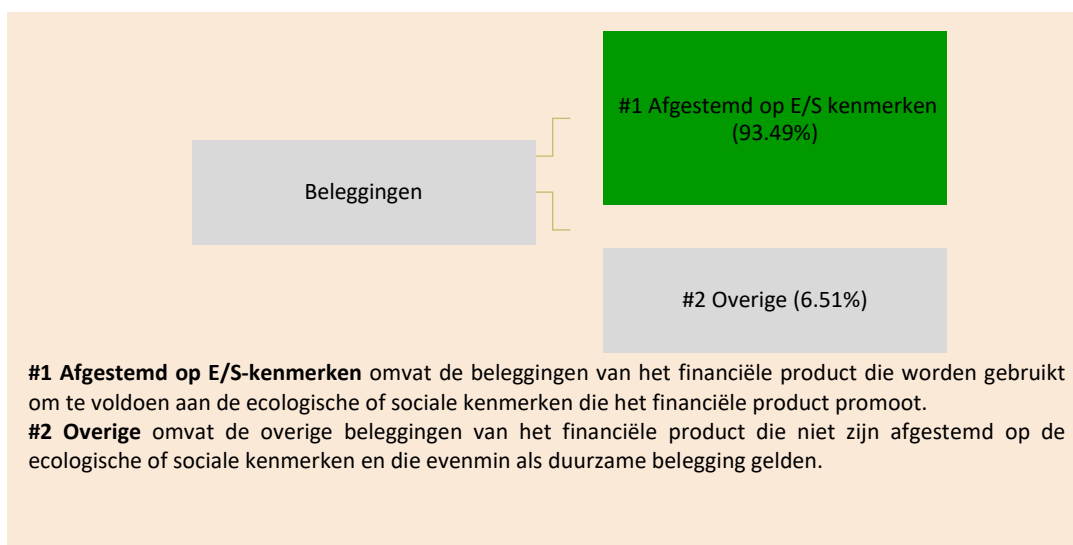 #1 Afgestemd op E/S kenmerken
(93.49%)
Beleggingen
#2 Overige (6.51%)
#1 Afgestemd op E/S-kenmerken omvat de beleggingen van het financiële product die worden gebruikt
om te voldoen aan de ecologische of sociale kenmerken die het financiële product promoot.
#2 Overige omvat de overige beleggingen van het financiële product die niet zijn afgestemd op de
ecologische of sociale kenmerken en die evenmin als duurzame belegging gelden.